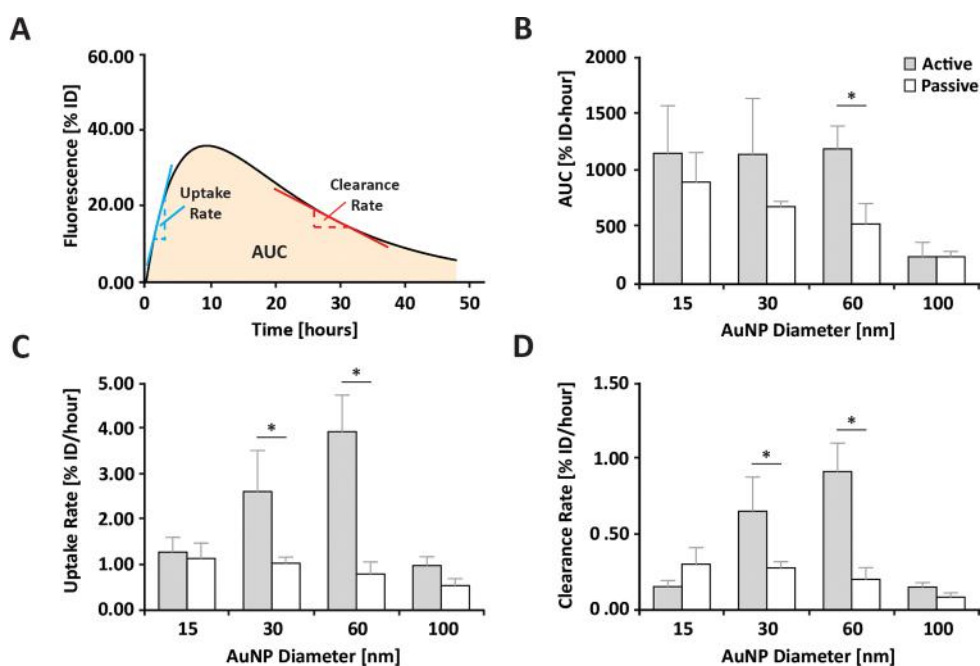 A
60.00
40.00
20.00
0.00
Fluorescence [% ID]
Uptake
Rate
Clearance
Rate
AUC
0 10 20 30 40 50
Time [hours]
B
2000
1500
1000
500
0
AUC [% ID•hour]
Active
Passive
*
15 30 60 100
AuNP Diameter [nm]
C
5.00
4.00
3.00
2.00
1.00
0.00
Uptake Rate [% ID/hour]
*
*
15 30 60 100
AuNP Diameter [nm]
D
1.50
1.00
0.50
0.00
Clearance Rate [% ID/hour]
*
*
15 30 60 100
AuNP Diameter [nm]